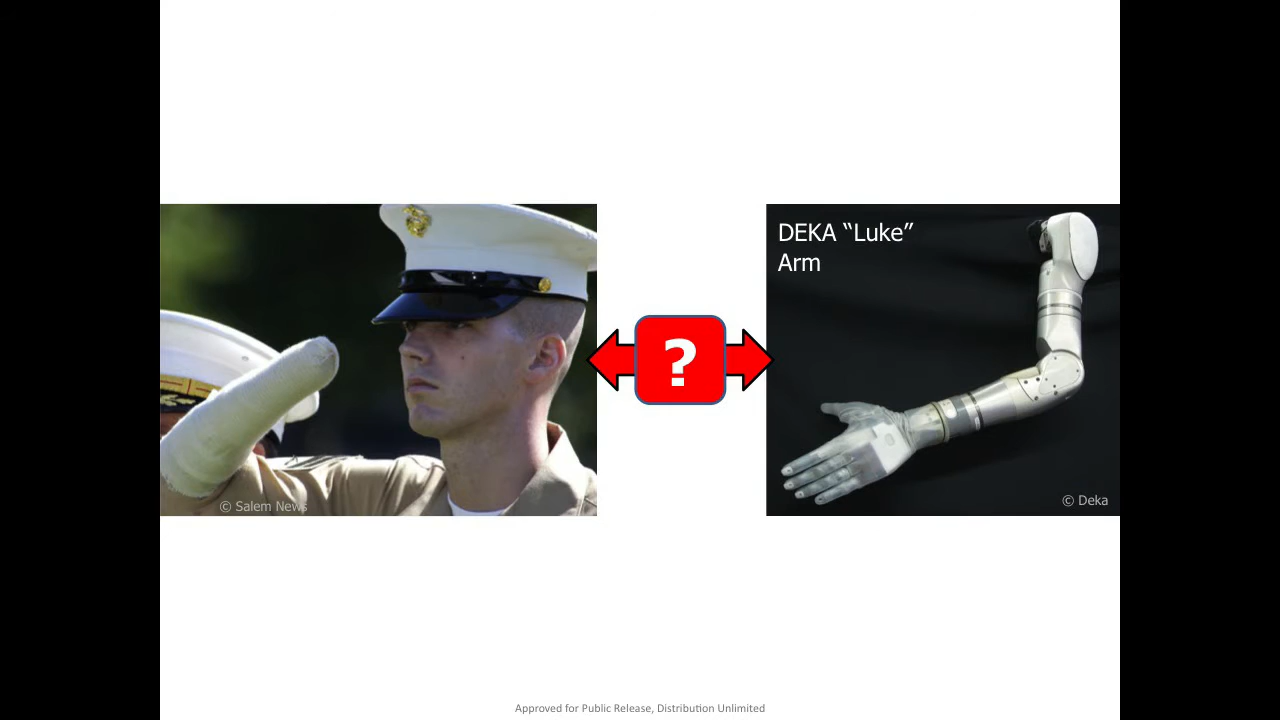 DEKA “Luke”
Arm
?
© Salem News
© Deka
Approved for Public Release, Distribution Unlimited